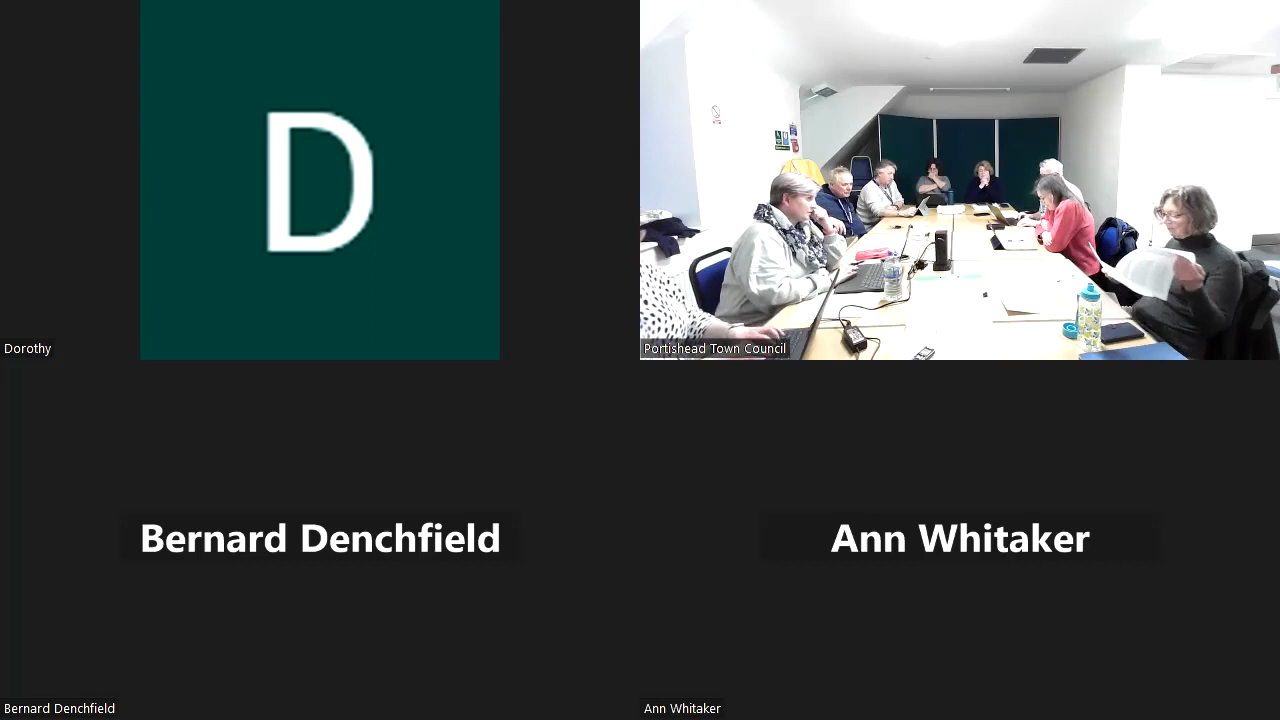 D
Dorothy
Portishead Town Council
Bernard Denchfield
Ann Whitaker
Bernard Denchfield
Ann Whitaker